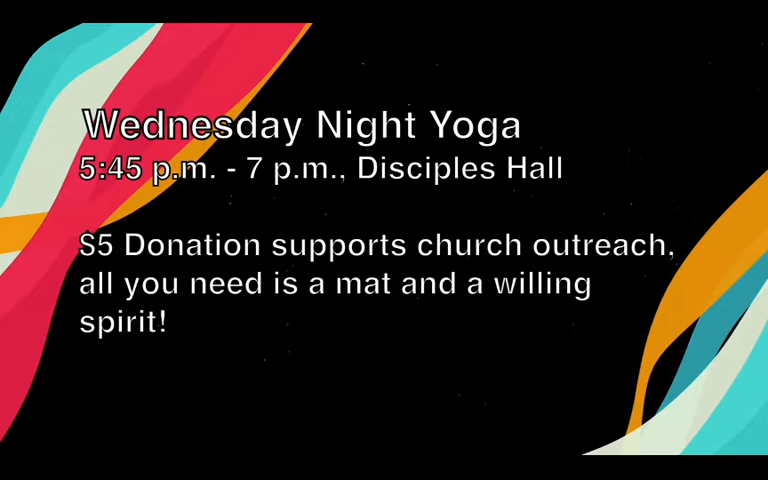 Wednesday Night Yoga
5:45 p.m. - 7 p.m., Disciples Hall
$5 Donation supports church outreach,
all you need is a mat and a willing
spirit!